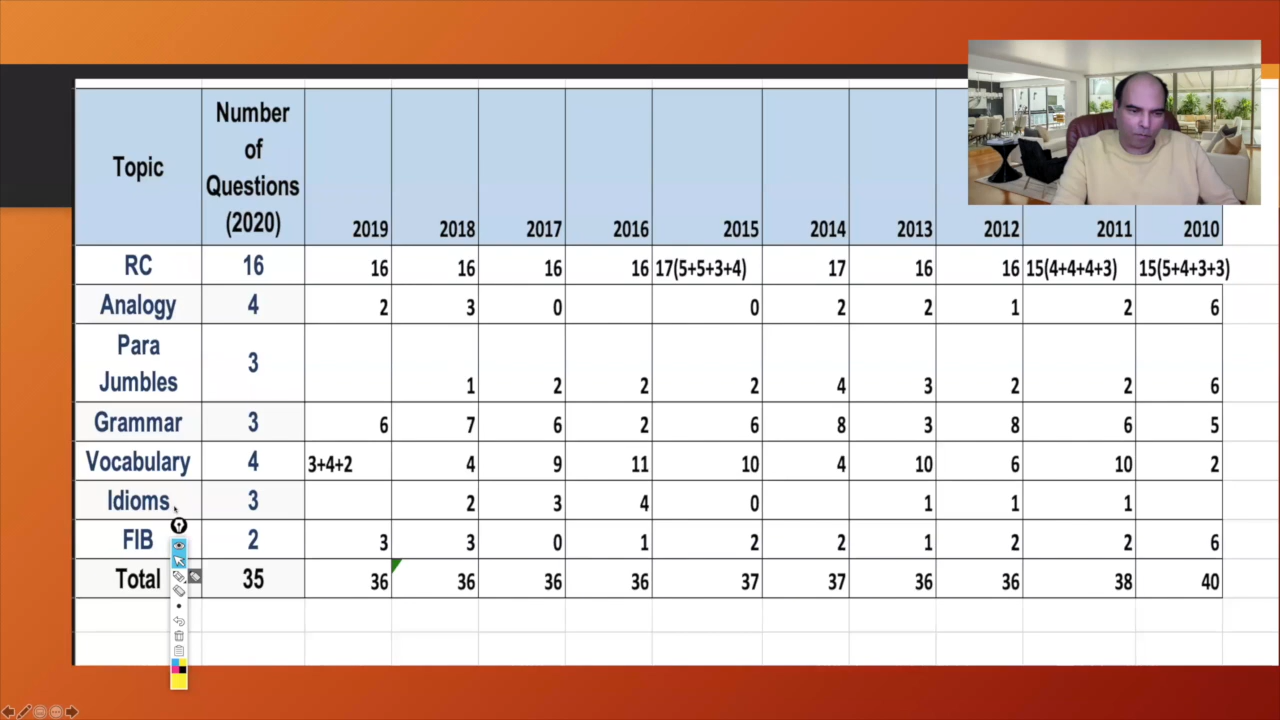 Topic Number of Questions (2020) 2019 2018 2017 2016 2015 2014 2013 2012 2011 2010
RC 16 16 16 16 16 17(5+5+3+4) 17 16 16 15(4+4+4+3) 15(5+4+3+3)
Analogy 4 2 3 0 0 2 2 1 2 6
Para Jumbles 3 1 2 2 2 4 3 2 2 6
Grammar 3 6 7 6 2 6 8 3 8 6 5
Vocabulary 4 3+4+2 4 9 11 10 4 10 6 10 2
Idioms 3 2 3 4 0 1 1 1
FIB 2 3 3 0 1 2 2 1 2 2 6
Total 35 36 36 36 36 37 37 36 36 38 40